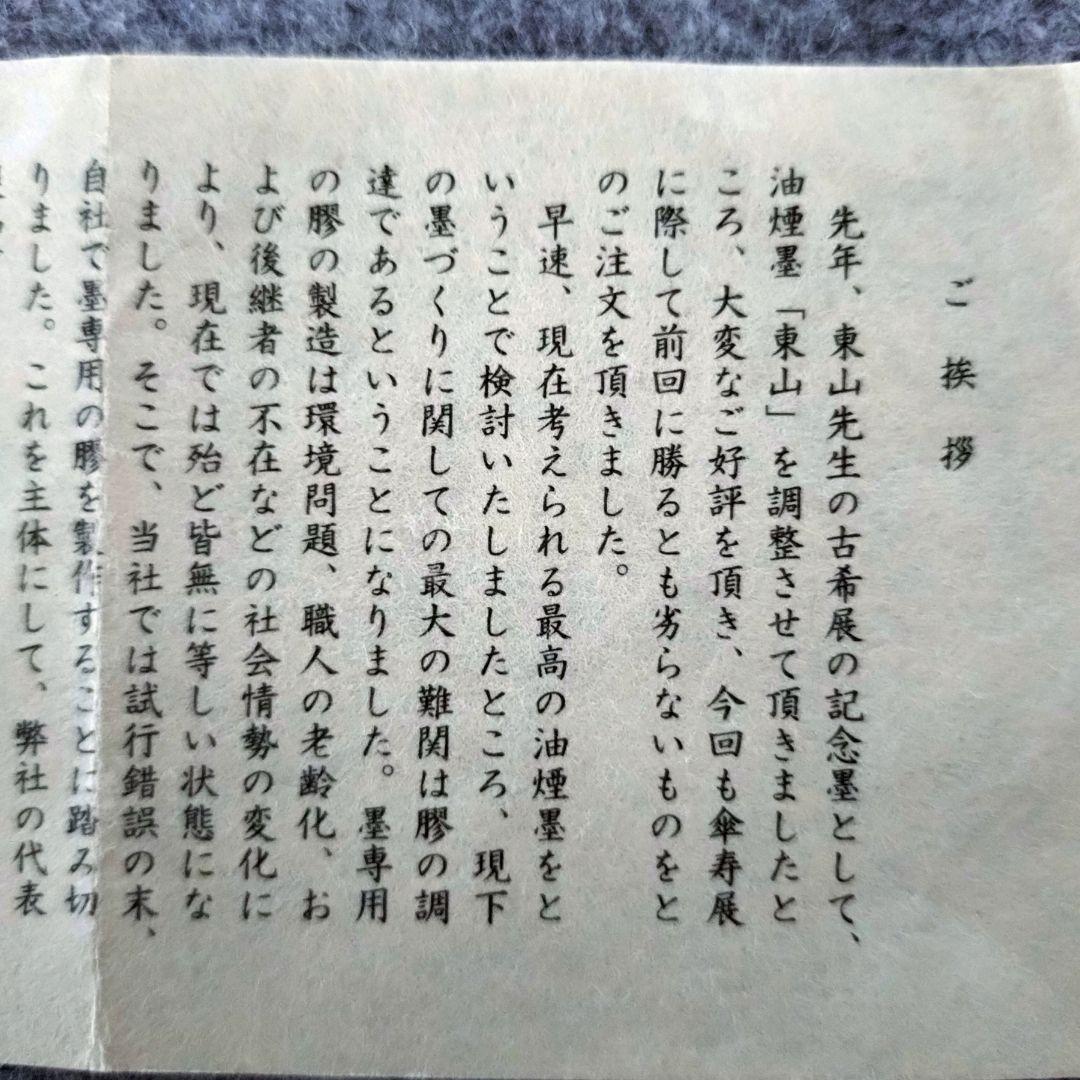 ご挨拶
先年、東山先生の古希展の記念墨として、
油煙墨「東山」を調整させて頂きましたと
ころ、大変なご好評を頂き、今回も傘寿展
に際して前回に勝るとも劣らないものをと
のご注文を頂きました。
早速、現在考えられる最高の油煙墨をと
いうことで検討いたしましたところ、現下
の墨づくりに関しての最大の難関は膠の調
達であるということになりました。墨専用
の膠の製造は環境問題、職人の老齢化、お
よび後継者の不在などの社会情勢の変化に
より、現在では殆ど皆無に等しい状態にな
りました。そこで、当社では試行錯誤の末、
自社で墨専用の膠を製作することに踏み切
りました。これを主体にして、弊社の代表